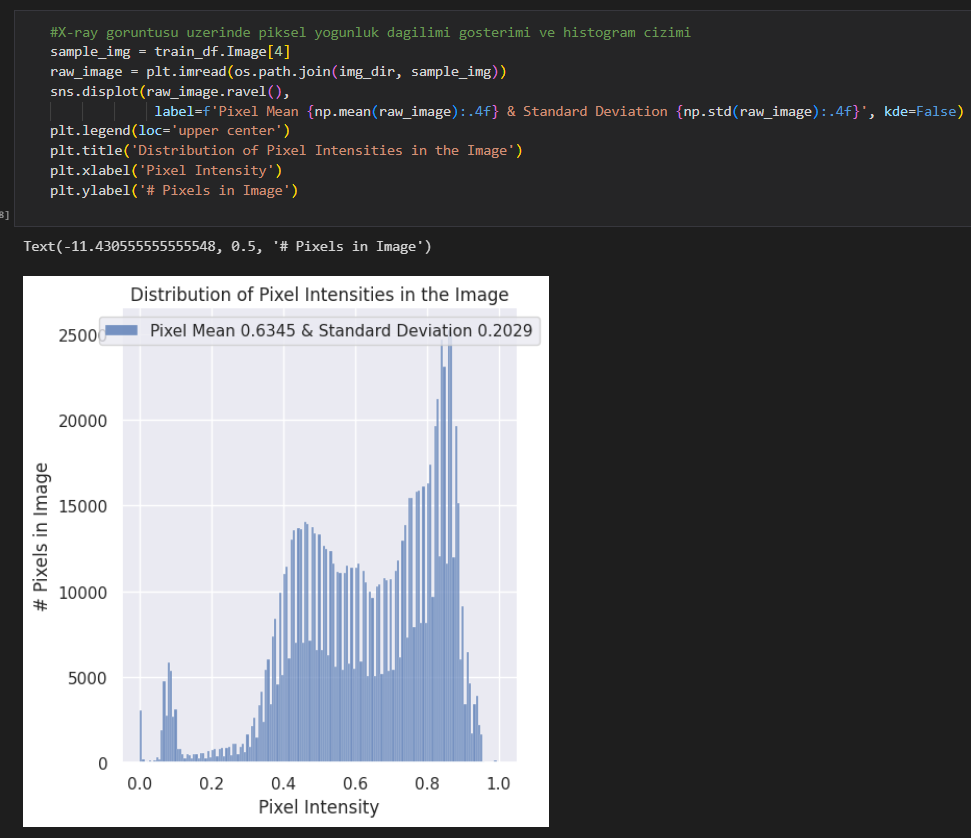 #X-ray goruntusu uzerinde piksel yogunluk dagilimi gosterimi ve histogram cizimi
sample_img = train_df.Image[4]
raw_image = plt.imread(os.path.join(img_dir, sample_img))
sns.displot(raw_image.ravel(),
label=f'Pixel Mean {np.mean(raw_image):.4f} & Standard Deviation {np.std(raw_image):.4f}', kde=False)
plt.legend(loc='upper center')
plt.title('Distribution of Pixel Intensities in the Image')
plt.xlabel('Pixel Intensity')
plt.ylabel('# Pixels in Image')
8]
Text(-11.430555555555548, 0.5, '# Pixels in Image')
Distribution of Pixel Intensities in the Image
Pixel Mean 0.6345 & Standard Deviation 0.2029
25000
20000
15000
10000
5000
0
# Pixels in Image
0.0 0.2 0.4 0.6 0.8 1.0
Pixel Intensity